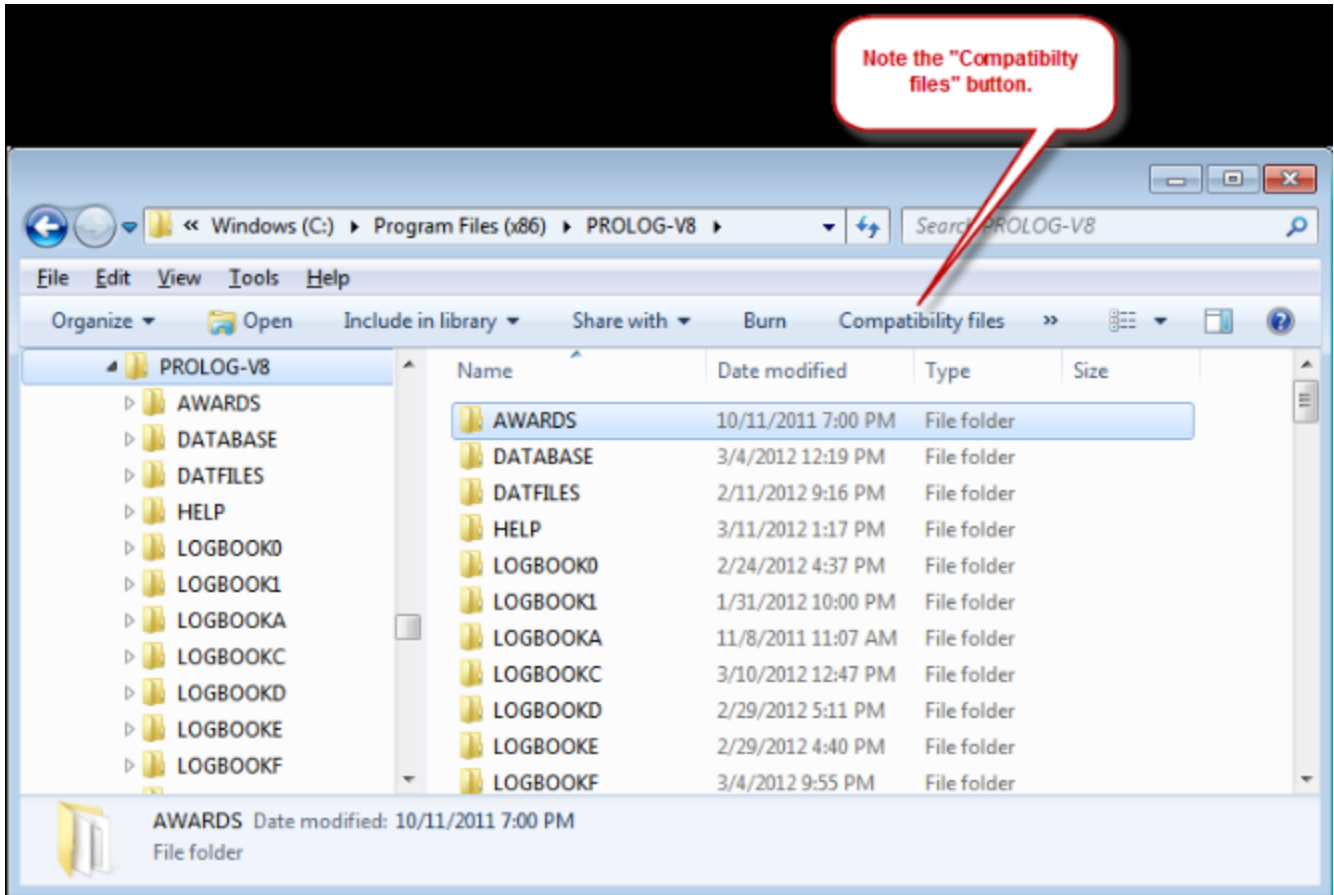 Note the "Compatibilty
files" button.
« Windows (C:) Program Files (x86) PROLOG-V8
Search PROLOG-V8
File Edit View Tools Help
Organize Open Include in library Share with Burn Compatibility files »
PROLOG-V8
AWARDS
DATABASE
DATFILES
HELP
LOGBOOK0
LOGBOOK1
LOGBOOKA
LOGBOOKC
LOGBOOKD
LOGBOOKE
LOGBOOKF
Name Date modified Type Size
AWARDS 10/11/2011 7:00 PM File folder
DATABASE 3/4/2012 12:19 PM File folder
DATFILES 2/11/2012 9:16 PM File folder
HELP 3/11/2012 1:17 PM File folder
LOGBOOK0 2/24/2012 4:37 PM File folder
LOGBOOK1 1/31/2012 10:00 PM File folder
LOGBOOKA 11/8/2011 11:07 AM File folder
LOGBOOKC 3/10/2012 12:47 PM File folder
LOGBOOKD 2/29/2012 5:11 PM File folder
LOGBOOKE 2/29/2012 4:40 PM File folder
LOGBOOKF 3/4/2012 9:55 PM File folder
AWARDS Date modified: 10/11/2011 7:00 PM
File folder